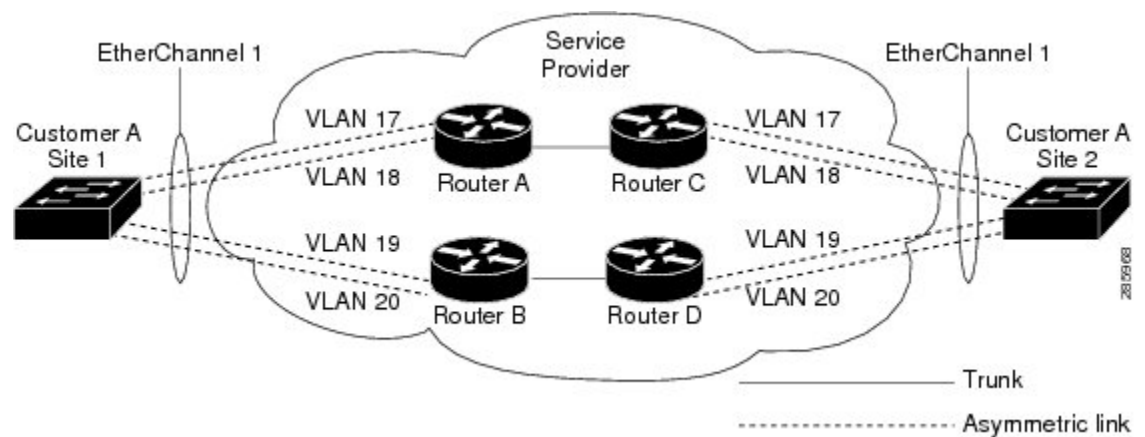 EtherChannel 1
Service
Provider
EtherChannel 1
Customer A
Site 1
VLAN 17
VLAN 18
Router A
Router C
VLAN 17
VLAN 18
Customer A
Site 2
VLAN 19
VLAN 20
Router B
Router D
VLAN 19
VLAN 20
285968
Trunk
Asymmetric link